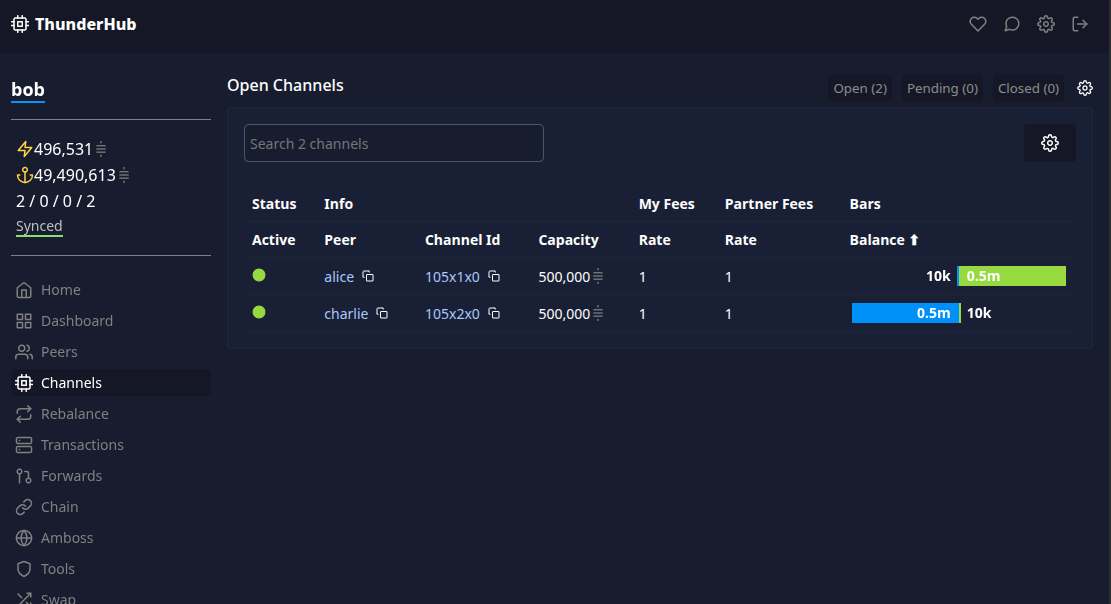 ThunderHub
bob
496,531
49,490,613
2 / 0 / 0 / 2
Synced
Home
Dashboard
Peers
Channels
Rebalance
Transactions
Forwards
Chain
Amboss
Tools
Swap
Open Channels
Open (2) Pending (0) Closed (0)
Search 2 channels
Status Info My Fees Partner Fees Bars
Active Peer Channel Id Capacity Rate Rate Balance ⬆
alice 105x1x0 500,000 1 1 10k 0.5m
charlie 105x2x0 500,000 1 1 0.5m 10k